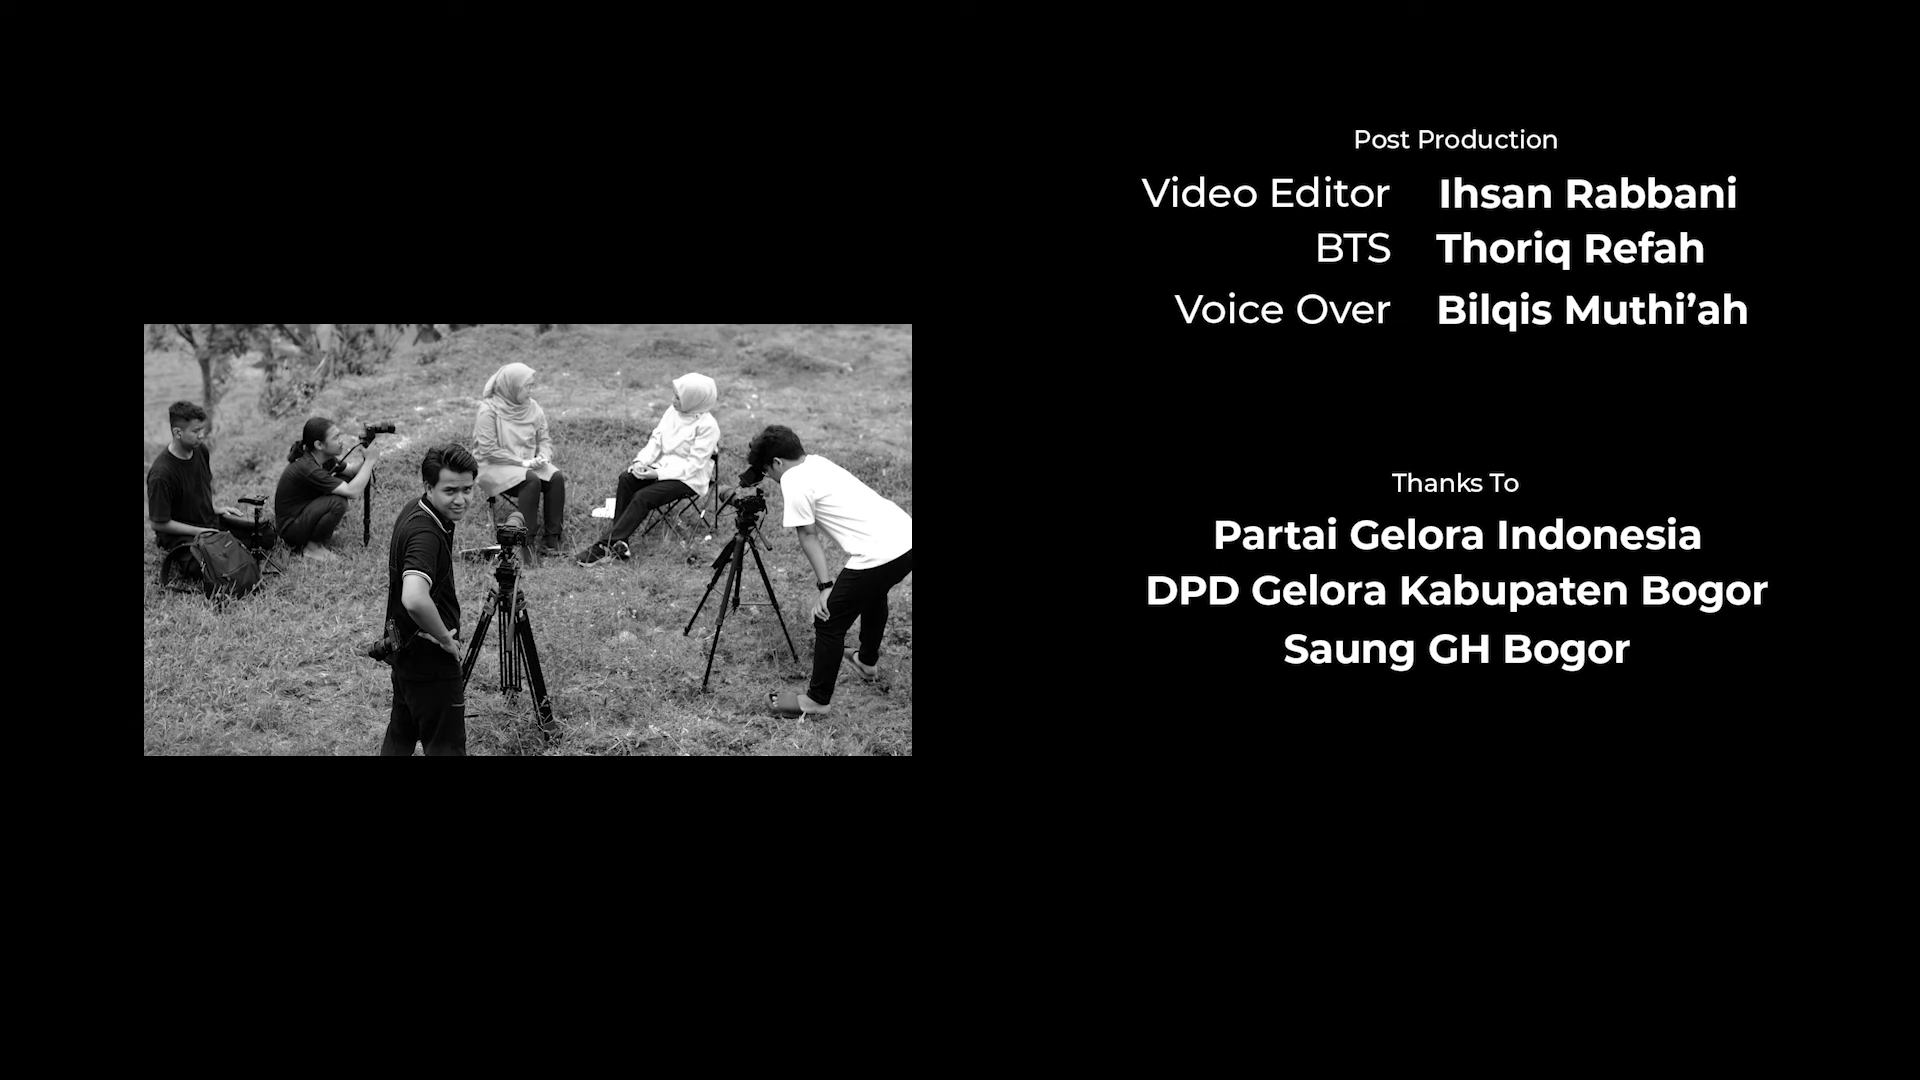 Post Production
Video Editor Ihsan Rabbani
BTS Thoriq Refah
Voice Over Bilqis Muthi’ah
Thanks To
Partai Gelora Indonesia
DPD Gelora Kabupaten Bogor
Saung GH Bogor